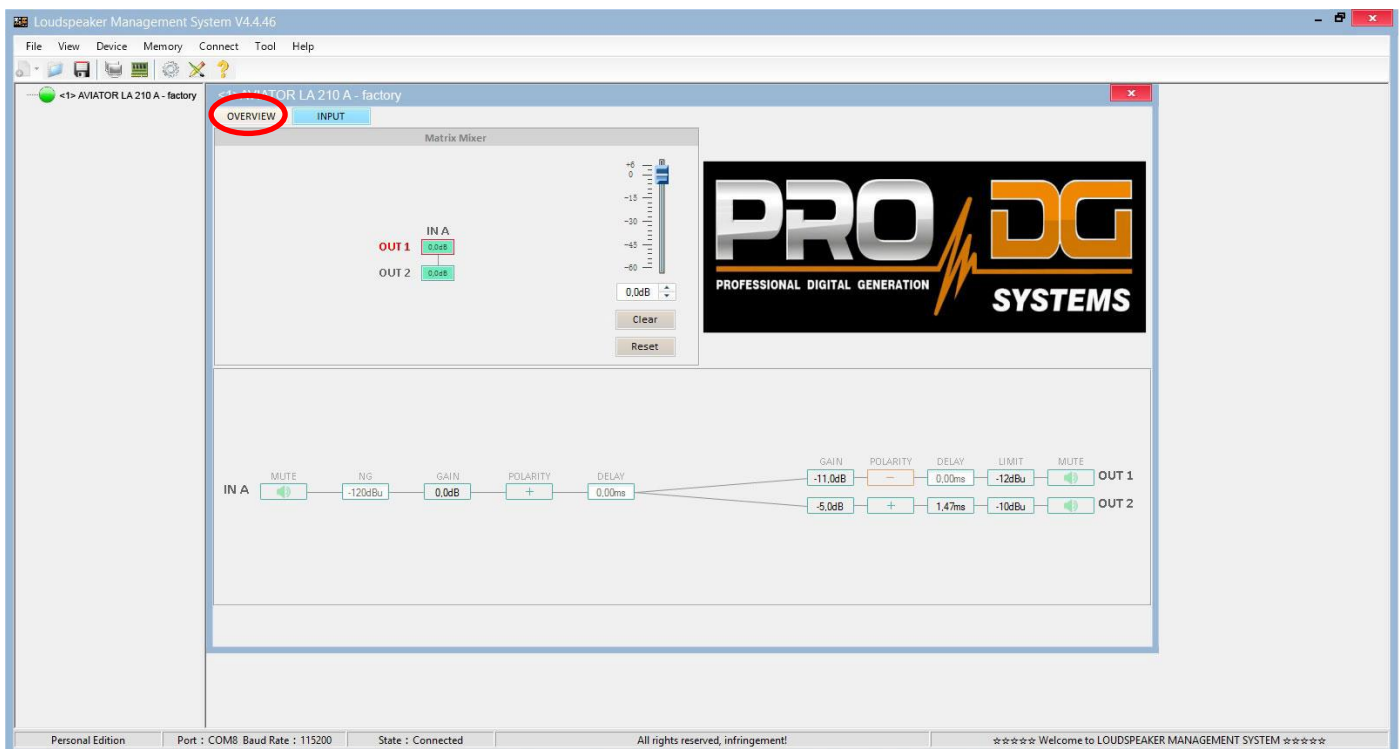 Loudspeaker Management System V4.4.46
File View Device Memory Connect Tool Help
<1> AVIATOR LA 210 A - factory
<1> AVIATOR LA 210 A - factory
OVERVIEW INPUT
Matrix Mixer
+6
0
-15
-30
-45
-60
IN A
OUT 1 0,0dB
OUT 2 0,0dB
0,0dB
Clear
Reset
PRO DG
PROFESSIONAL DIGITAL GENERATION
SYSTEMS
GAIN POLARITY DELAY LIMIT MUTE
-11,0dB − 0,00ms -12dBu OUT 1
MUTE NG GAIN POLARITY DELAY
IN A -120dBu 0,0dB + 0,00ms
-5,0dB + 1,47ms -10dBu OUT 2
Personal Edition Port : COM8 Baud Rate : 115200 State : Connected All rights reserved, infringement! ☆☆☆☆☆ Welcome to LOUDSPEAKER MANAGEMENT SYSTEM ☆☆☆☆☆